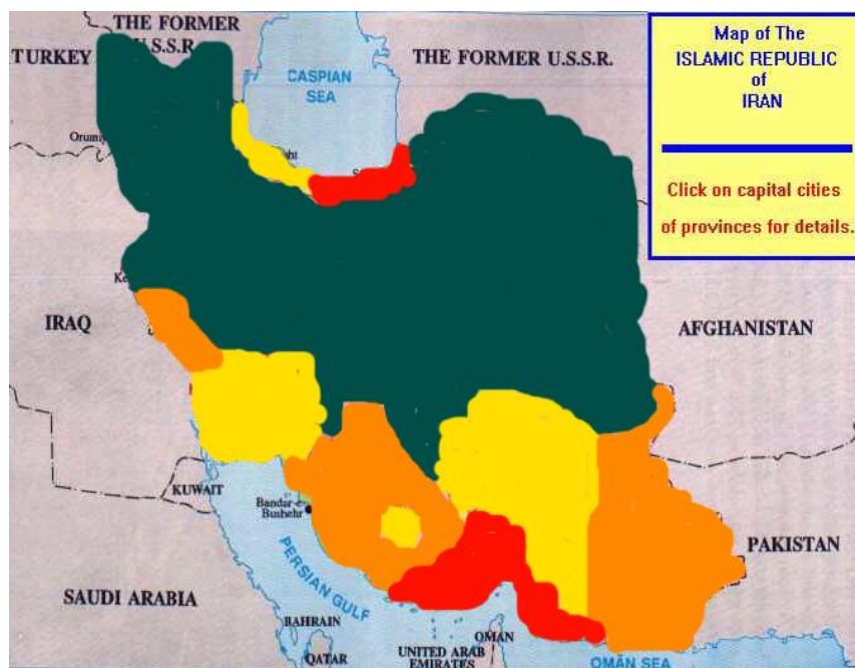 THE FORMER
U.S.S.R
TURKEY
THE FORMER U.S.S.R.
CASPIAN
SEA
Map of The
ISLAMIC REPUBLIC
of
IRAN
Click on capital cities
of provinces for details.
IRAQ
AFGHANISTAN
KUWAIT
Bandar-e-
Bushehr
PERSIAN GULF
PAKISTAN
SAUDI ARABIA
BAHRAIN
QATAR
UNITED ARAB
EMIRATES
OMAN
OMÂN SEA